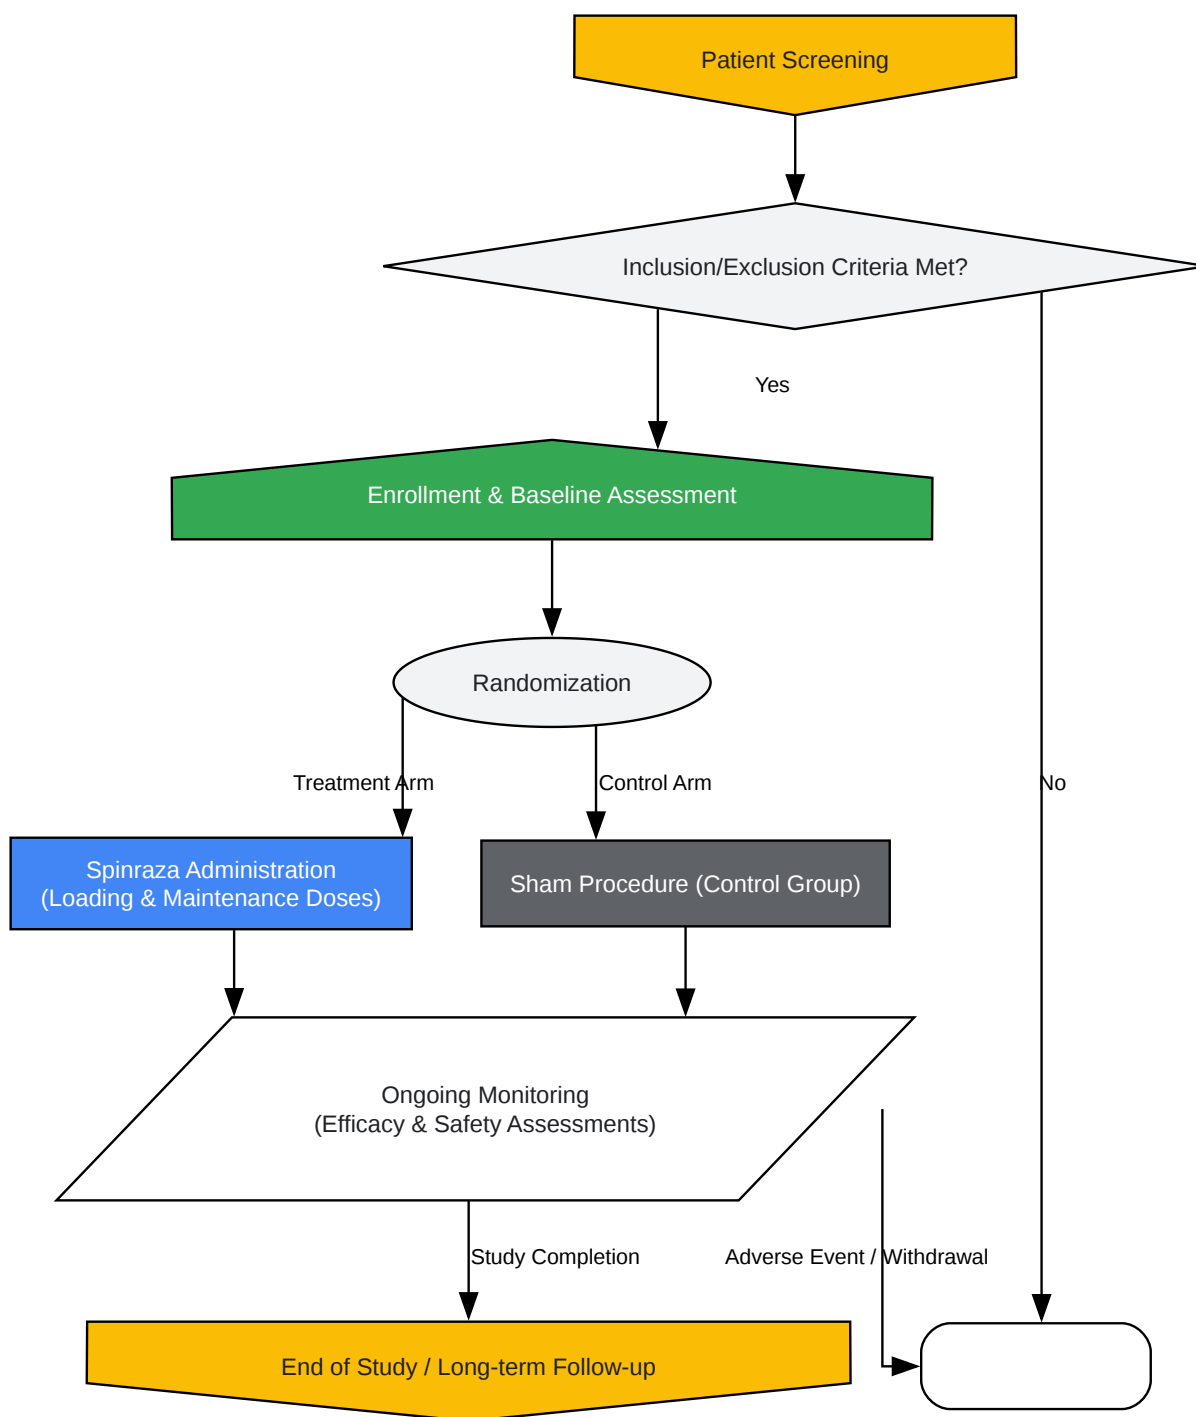 Patient Screening
Inclusion/Exclusion Criteria Met?
Yes
Enrollment & Baseline Assessment
Randomization
Treatment Arm
Control Arm
No
Spinraza Administration
(Loading & Maintenance Doses)
Sham Procedure (Control Group)
Ongoing Monitoring
(Efficacy & Safety Assessments)
Study Completion
Adverse Event / Withdrawal
End of Study / Long-term Follow-up